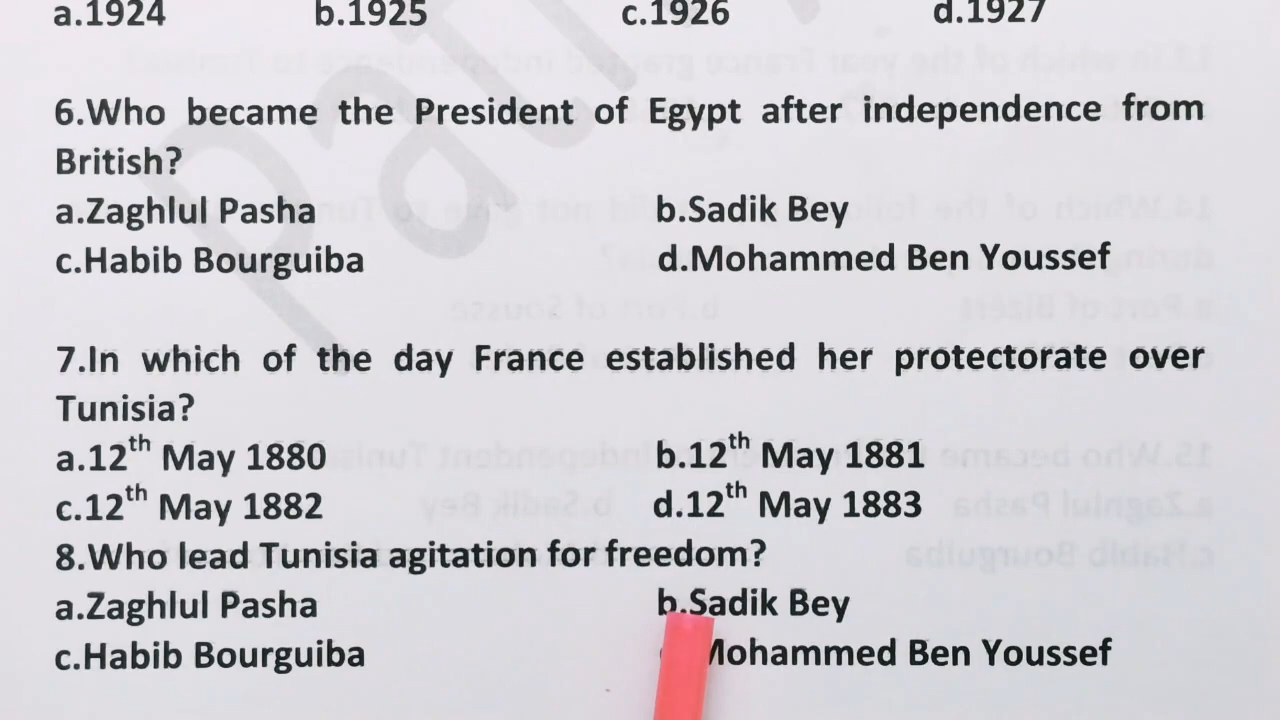 a.1924 b.1925 c.1926 d.1927
6.Who became the President of Egypt after independence from
British?
a.Zaghlul Pasha b.Sadik Bey
c.Habib Bourguiba d.Mohammed Ben Youssef
7.In which of the day France established her protectorate over
Tunisia?
a.12th May 1880 b.12th May 1881
c.12th May 1882 d.12th May 1883
8.Who lead Tunisia agitation for freedom?
a.Zaghlul Pasha b.Sadik Bey
c.Habib Bourguiba Mohammed Ben Youssef